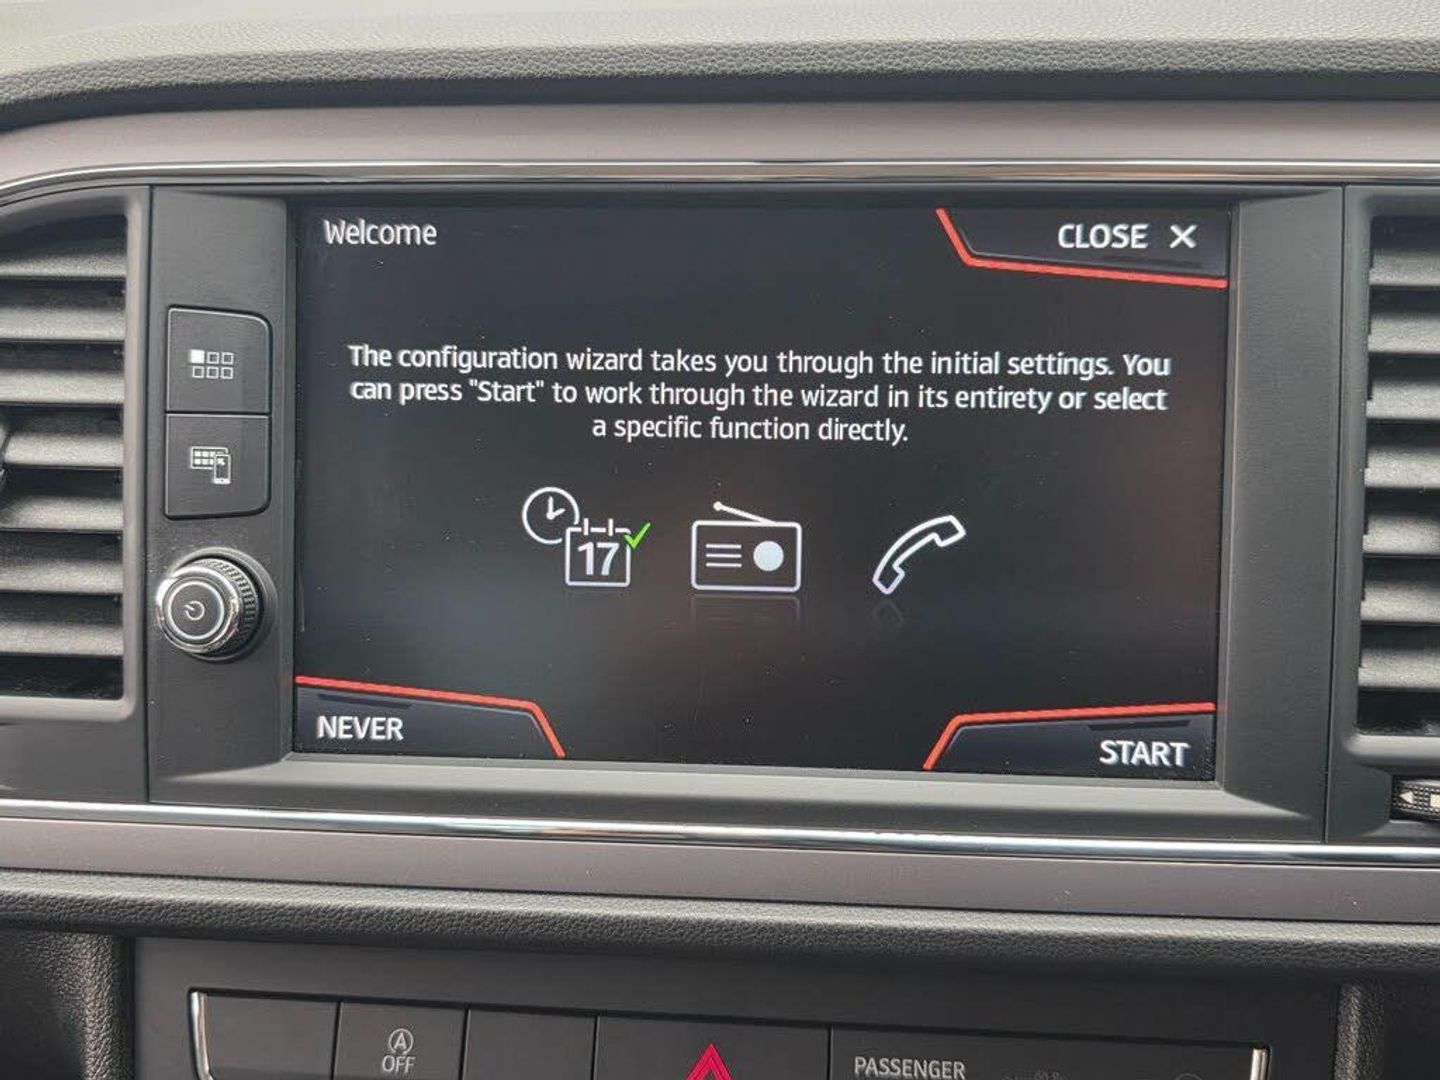 Welcome
CLOSE X
The configuration wizard takes you through the initial settings. You
can press "Start" to work through the wizard in its entirety or select
a specific function directly.
17
NEVER
START
A
OFF
PASSENGER